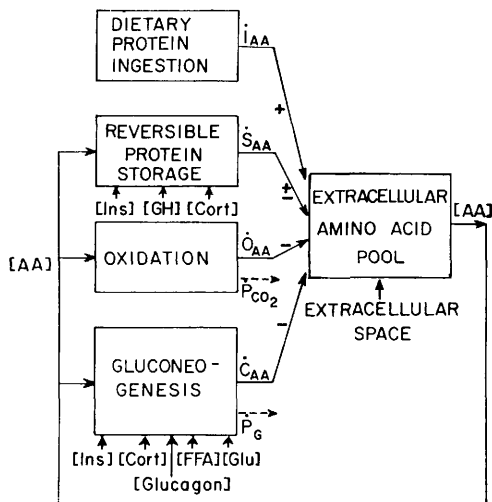 DIETARY
PROTEIN
INGESTION
İAA
+
REVERSIBLE
PROTEIN
STORAGE
ṠAA
±
[Ins] [GH] [Cort]
[AA]
OXIDATION
ȮAA
−
ṖCO2
GLUCONEO-
GENESIS
ĊAA
−
ṖG
[Ins] [Cort] [FFA] [Glu]
[Glucagon]
EXTRACELLULAR
AMINO ACID
POOL
[AA]
EXTRACELLULAR
SPACE